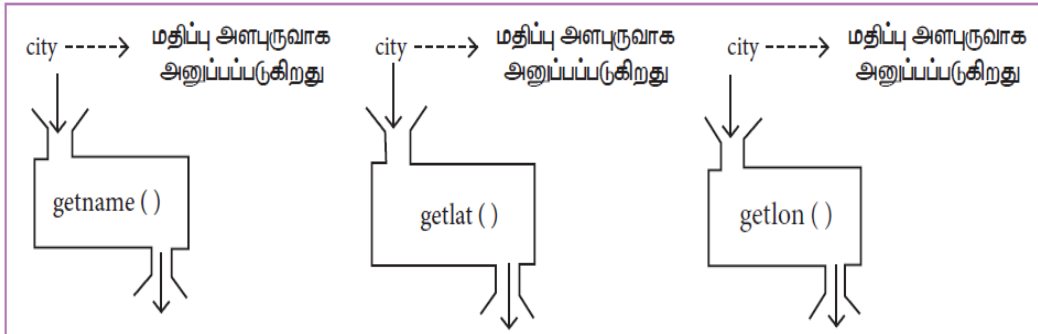 city -----> மதிப்பு அளபுருவாக
அனுப்பப்படுகிறது
getname ( )
city -----> மதிப்பு அளபுருவாக
அனுப்பப்படுகிறது
getlat ( )
city -----> மதிப்பு அளபுருவாக
அனுப்பப்படுகிறது
getlon ( )